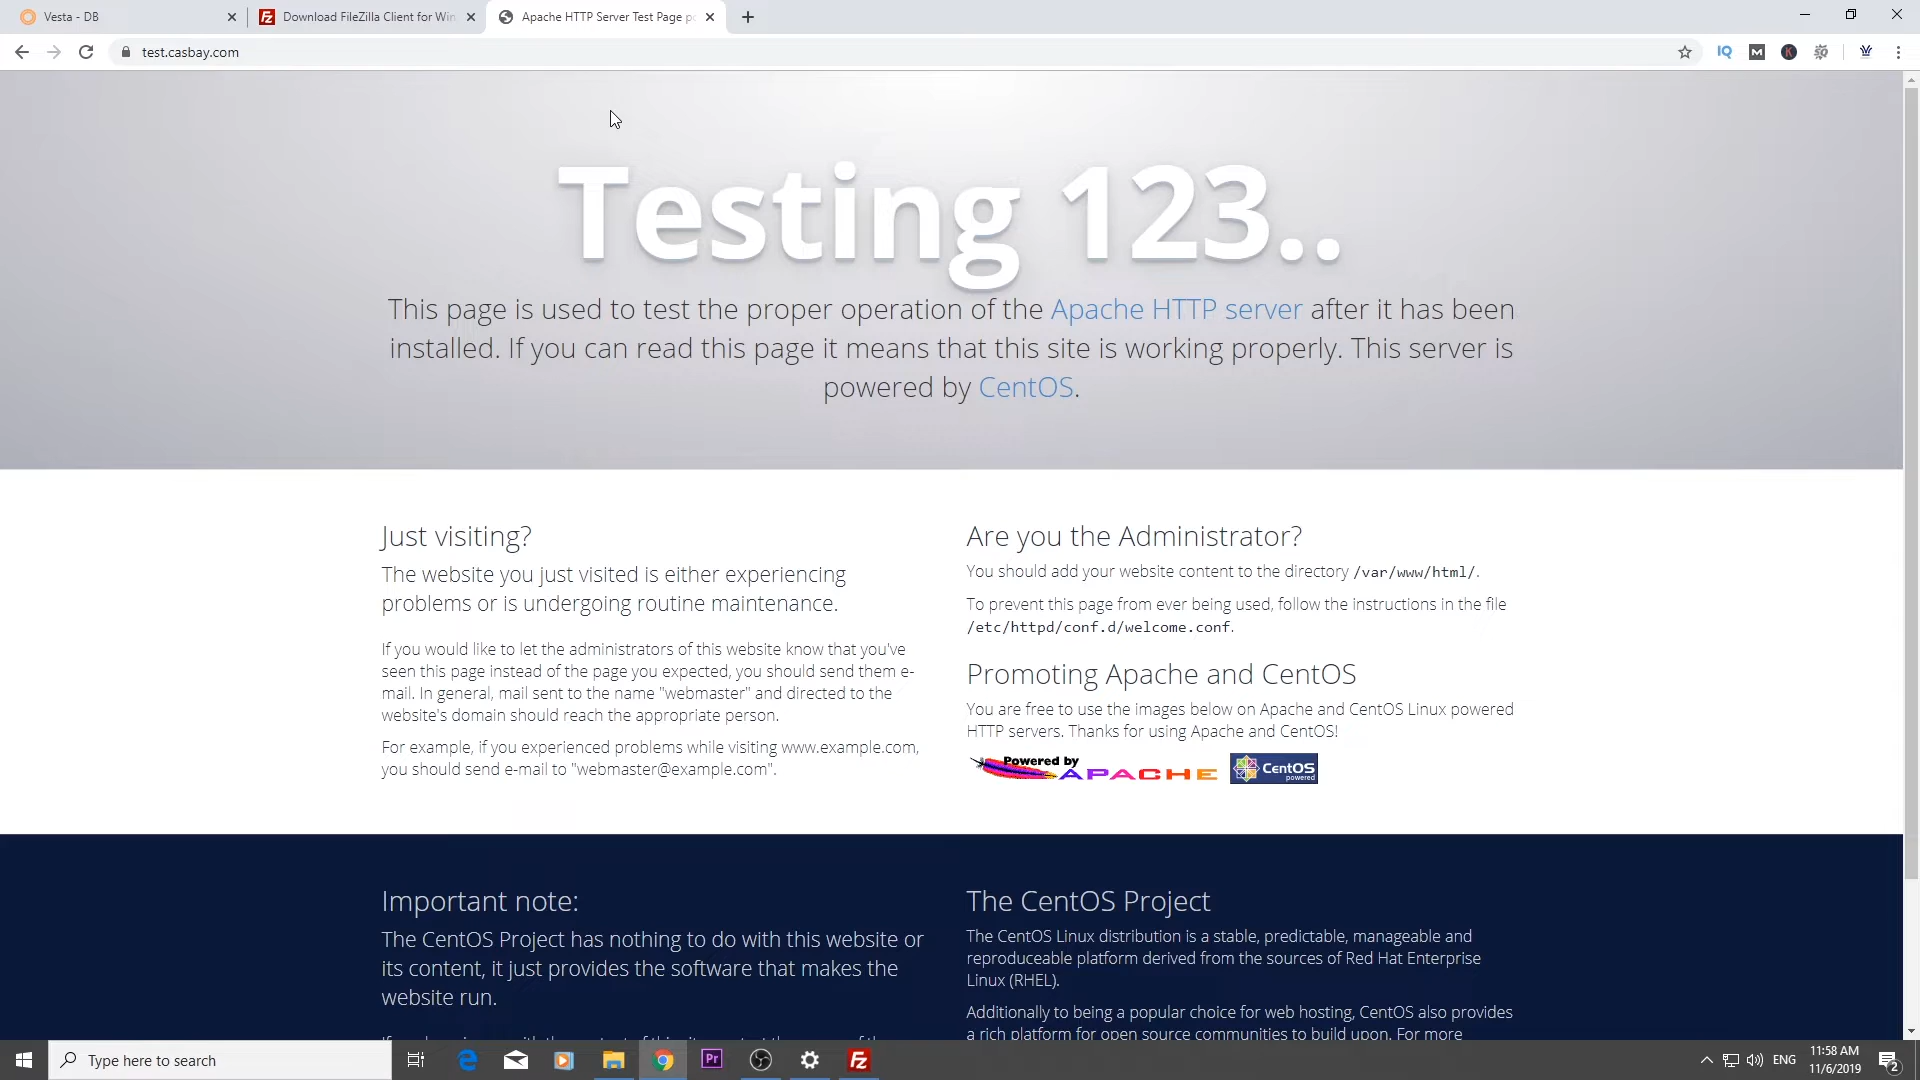 Vesta - DB
Download FileZilla Client for Win
Apache HTTP Server Test Page po
test.casbay.com
Testing 123..
This page is used to test the proper operation of the Apache HTTP server after it has been
installed. If you can read this page it means that this site is working properly. This server is
powered by CentOS.
Just visiting?
The website you just visited is either experiencing
problems or is undergoing routine maintenance.
If you would like to let the administrators of this website know that you've
seen this page instead of the page you expected, you should send them e-
mail. In general, mail sent to the name "webmaster" and directed to the
website's domain should reach the appropriate person.
For example, if you experienced problems while visiting www.example.com,
you should send e-mail to "webmaster@example.com".
Are you the Administrator?
You should add your website content to the directory /var/www/html/.
To prevent this page from ever being used, follow the instructions in the file
/etc/httpd/conf.d/welcome.conf.
Promoting Apache and CentOS
You are free to use the images below on Apache and CentOS Linux powered
HTTP servers. Thanks for using Apache and CentOS!
Powered by
APACHE
CentOS
powered
Important note:
The CentOS Project has nothing to do with this website or
its content, it just provides the software that makes the
website run.
The CentOS Project
The CentOS Linux distribution is a stable, predictable, manageable and
reproduceable platform derived from the sources of Red Hat Enterprise
Linux (RHEL).
Additionally to being a popular choice for web hosting, CentOS also provides
a rich platform for open source communities to build upon. For more
Type here to search
Pr
Fz
ENG
11:58 AM
11/6/2019
2